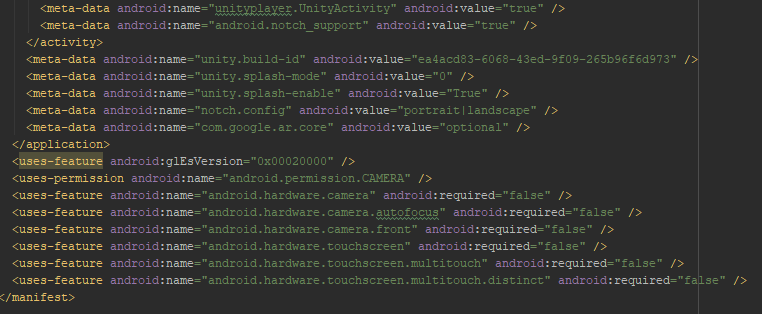 <meta-data android:name="unityplayer.UnityActivity" android:value="true" />
<meta-data android:name="android.notch_support" android:value="true" />
</activity>
<meta-data android:name="unity.build-id" android:value="ea4acd83-6068-43ed-9f09-265b96f6d973" />
<meta-data android:name="unity.splash-mode" android:value="0" />
<meta-data android:name="unity.splash-enable" android:value="True" />
<meta-data android:name="notch.config" android:value="portrait|landscape" />
<meta-data android:name="com.google.ar.core" android:value="optional" />
</application>
<uses-feature android:glEsVersion="0x00020000" />
<uses-permission android:name="android.permission.CAMERA" />
<uses-feature android:name="android.hardware.camera" android:required="false" />
<uses-feature android:name="android.hardware.camera.autofocus" android:required="false" />
<uses-feature android:name="android.hardware.camera.front" android:required="false" />
<uses-feature android:name="android.hardware.touchscreen" android:required="false" />
<uses-feature android:name="android.hardware.touchscreen.multitouch" android:required="false" />
<uses-feature android:name="android.hardware.touchscreen.multitouch.distinct" android:required="false" />
</manifest>